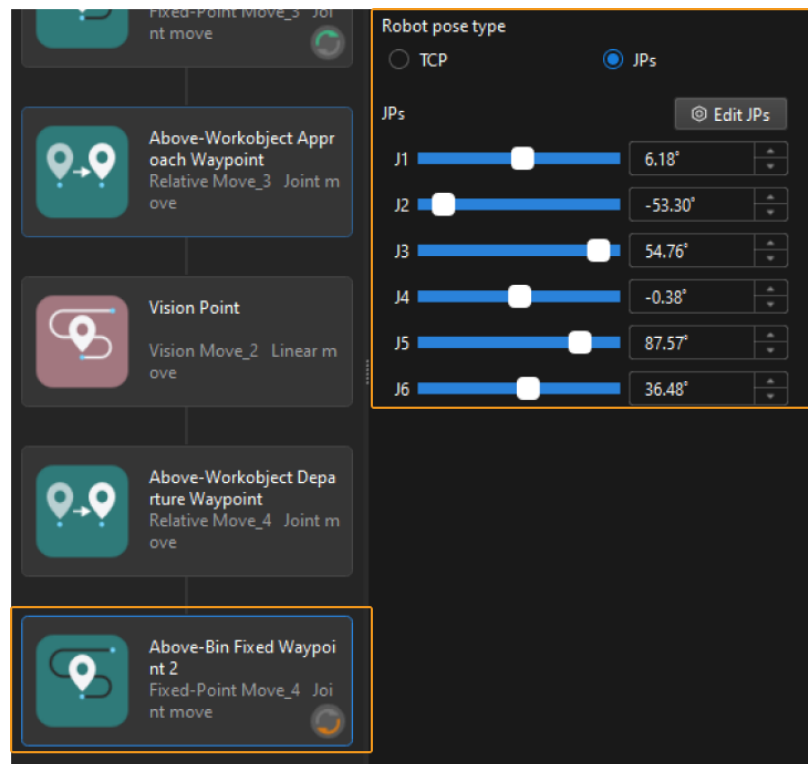 Fixed-Point Move_3 Joi
nt move
Above-Workobject Appr
oach Waypoint
Relative Move_3 Joint m
ove
Vision Point
Vision Move_2 Linear m
ove
Above-Workobject Depa
rture Waypoint
Relative Move_4 Joint m
ove
Above-Bin Fixed Waypoi
nt 2
Fixed-Point Move_4 Joi
nt move
Robot pose type
TCP JPs
JPs Edit JPs
J1 6.18°
J2 -53.30°
J3 54.76°
J4 -0.38°
J5 87.57°
J6 36.48°